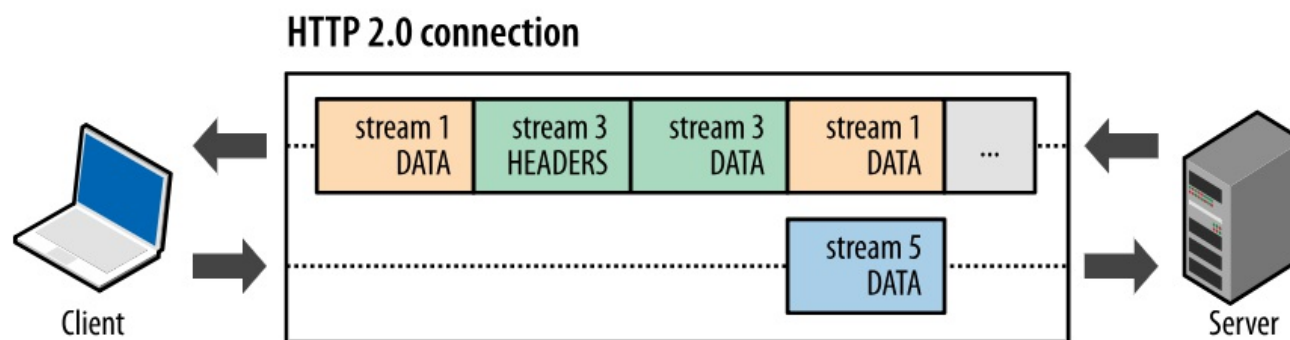 HTTP 2.0 connection
stream 1
DATA
stream 3
HEADERS
stream 3
DATA
stream 1
DATA
...
stream 5
DATA
Client
Server